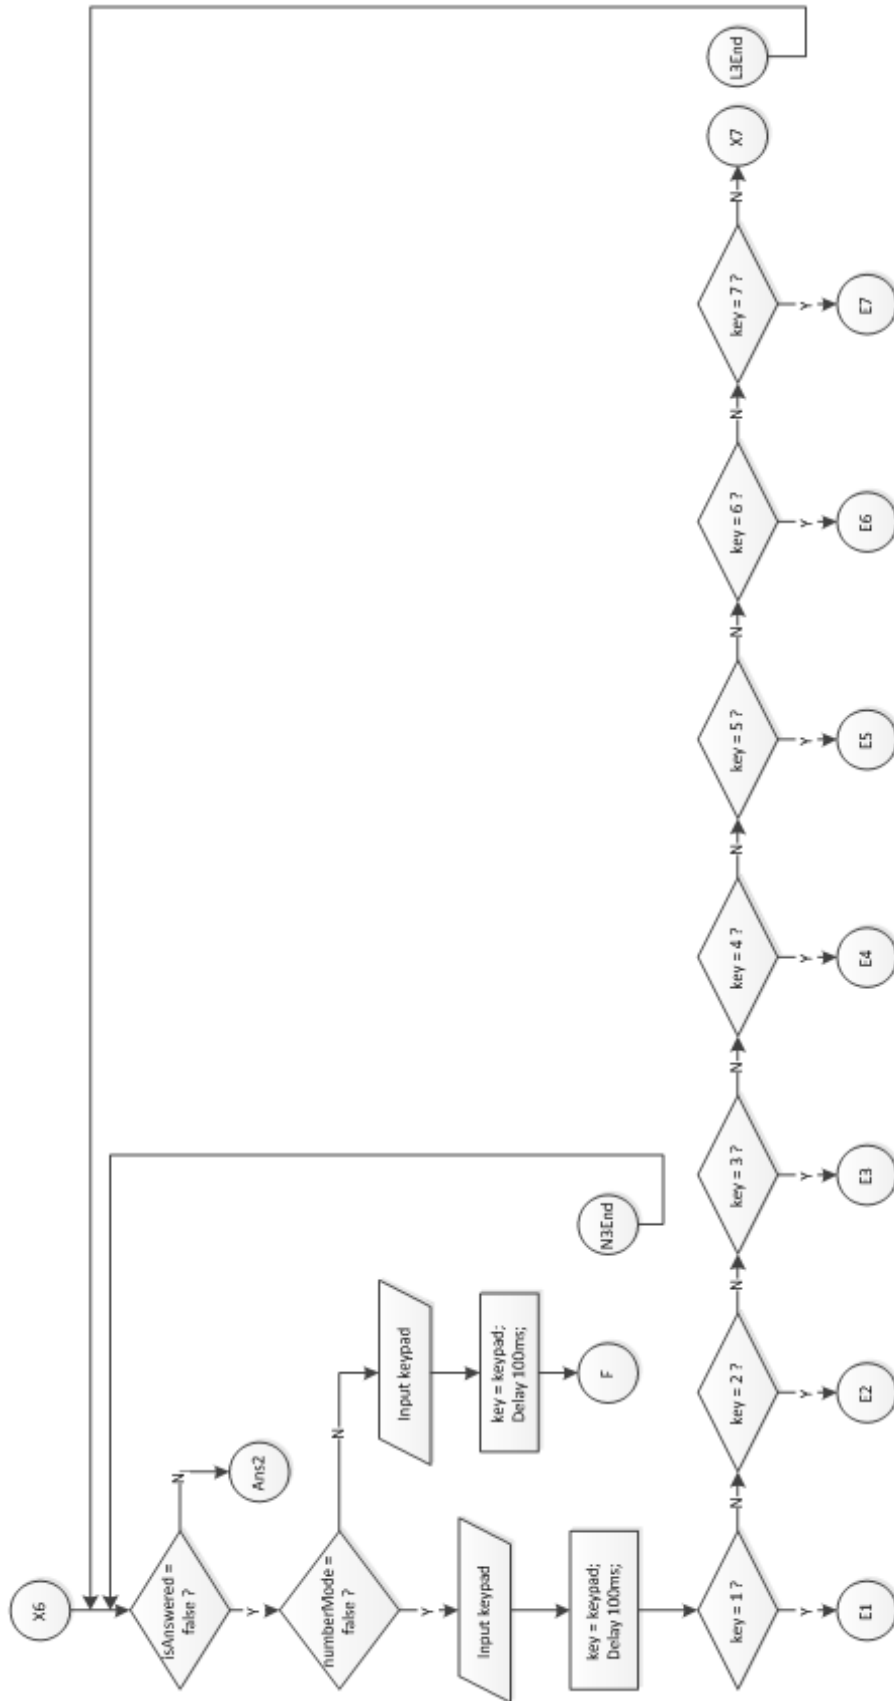 X6
isAnswered =
false ?
N
Ans2
Y
numberMode =
false ?
N
Input keypad
key = keypad;
Delay 100ms;
F
N3End
Y
Input keypad
key = keypad;
Delay 100ms;
key = 1 ?
N
key = 2 ?
N
key = 3 ?
N
key = 4 ?
N
key = 5 ?
N
key = 6 ?
N
key = 7 ?
N
X7
L3End
Y
Y
Y
Y
Y
Y
Y
E1
E2
E3
E4
E5
E6
E7